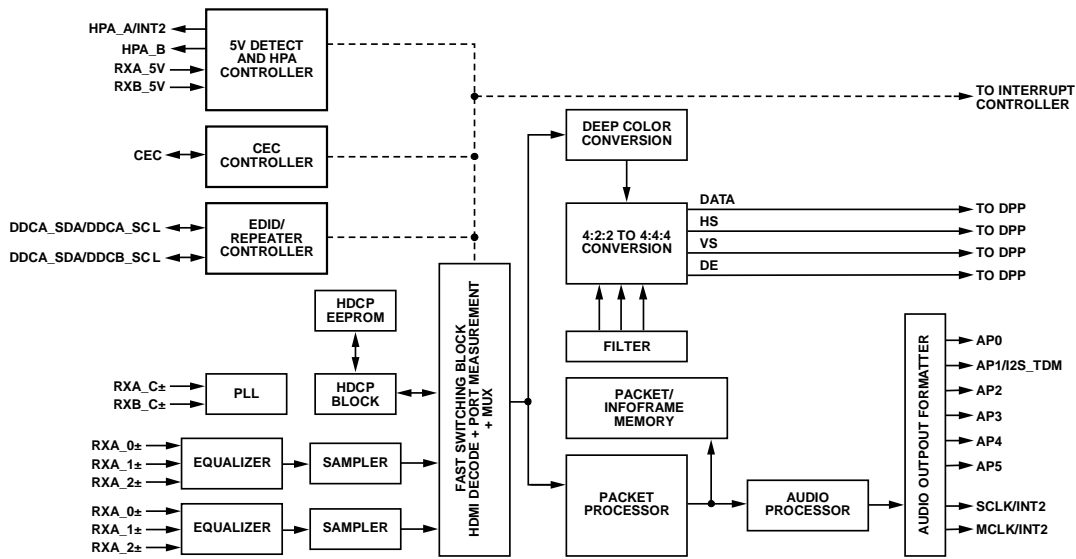 HPA_A/INT2
HPA_B
RXA_5V
RXB_5V
5V DETECT
AND HPA
CONTROLLER
TO INTERRUPT
CONTROLLER
CEC
CEC
CONTROLLER
DEEP COLOR
CONVERSION
DDCA_SDA/DDCA_SCL
DDCA_SDA/DDCB_SCL
EDID/
REPEATER
CONTROLLER
4:2:2 TO 4:4:4
CONVERSION
DATA
HS
VS
DE
TO DPP
TO DPP
TO DPP
TO DPP
HDCP
EEPROM
HDCP
BLOCK
FILTER
RXA_C±
RXB_C±
PLL
FAST SWITCHING BLOCK
HDMI DECODE + PORT MEASUREMENT
+ MUX
PACKET/
INFOFRAME
MEMORY
RXA_0±
RXA_1±
RXA_2±
EQUALIZER
SAMPLER
RXA_0±
RXA_1±
RXA_2±
EQUALIZER
SAMPLER
PACKET
PROCESSOR
AUDIO
PROCESSOR
AUDIO OUTPOUT FORMATTER
AP0
AP1/I2S_TDM
AP2
AP3
AP4
AP5
SCLK/INT2
MCLK/INT2